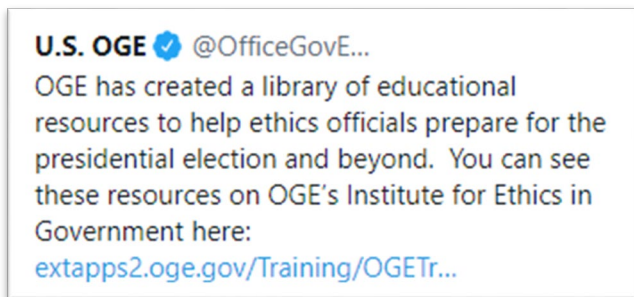 U.S. OGE @OfficeGovE...
OGE has created a library of educational
resources to help ethics officials prepare for the
presidential election and beyond.  You can see
these resources on OGE's Institute for Ethics in
Government here:
extapps2.oge.gov/Training/OGETr...